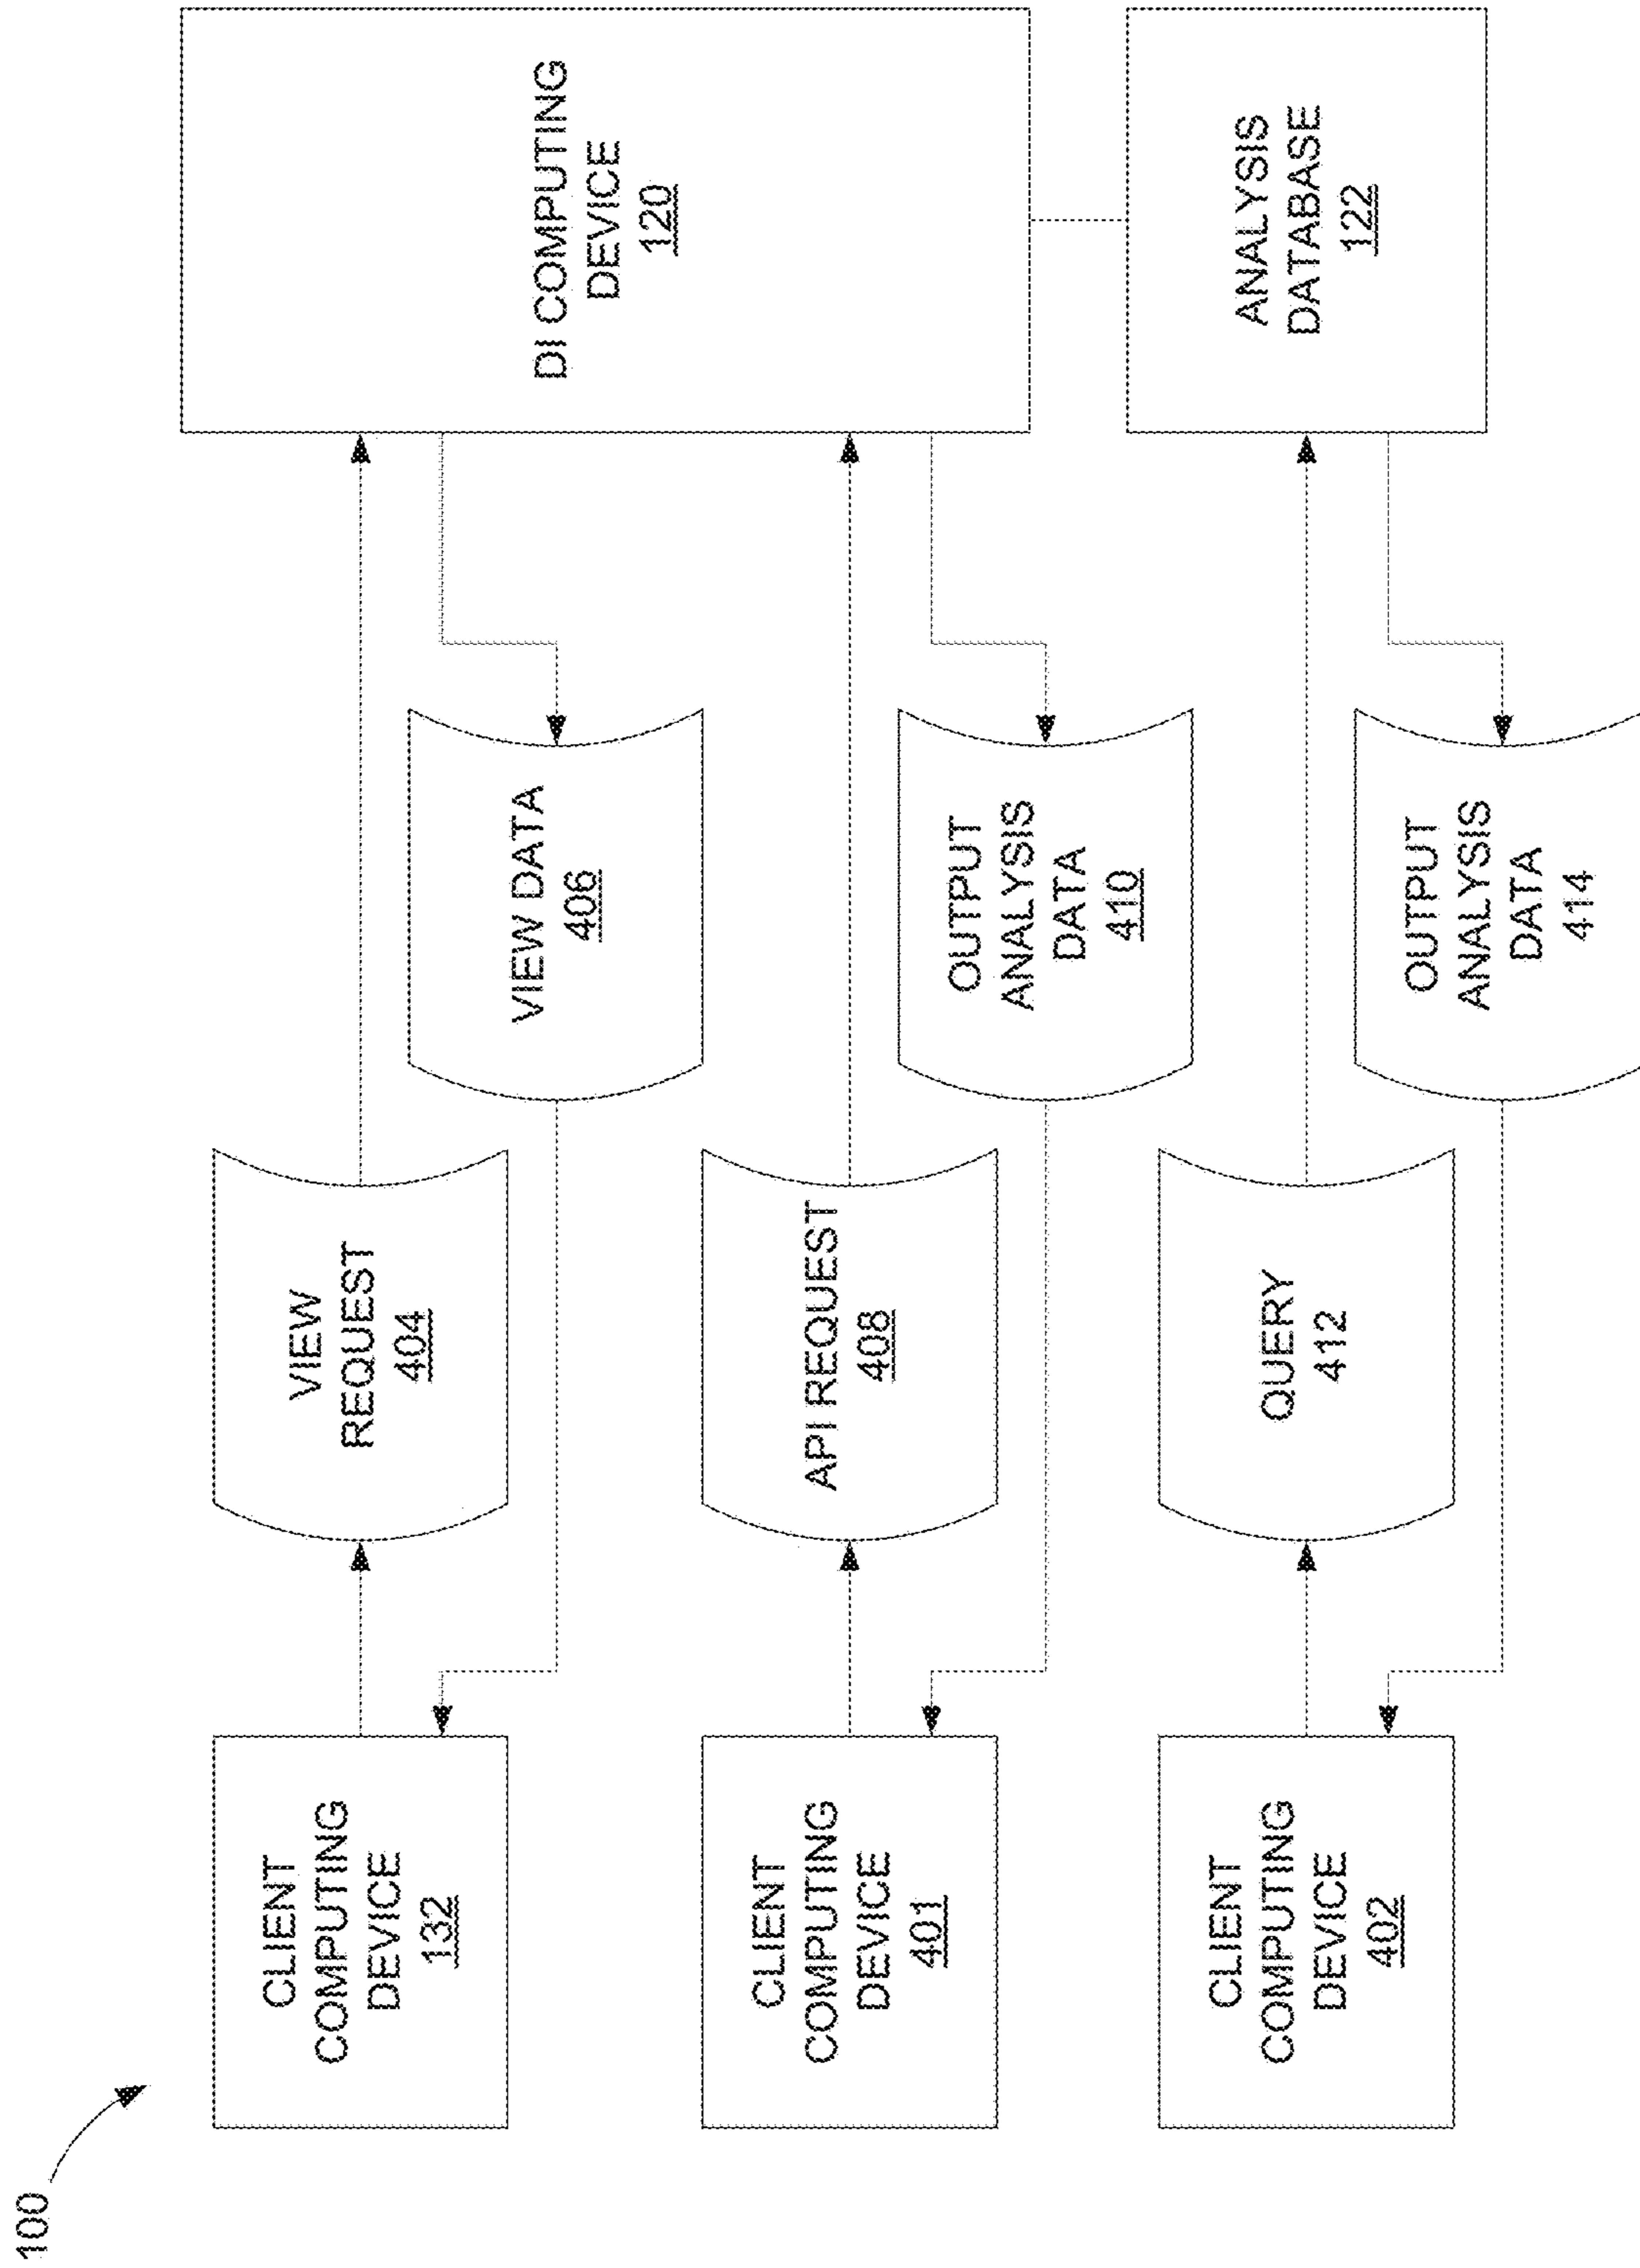 100
CLIENT
COMPUTING
DEVICE
132
VIEW
REQUEST
404
VIEW DATA
406
DI COMPUTING
DEVICE
120
CLIENT
COMPUTING
DEVICE
401
API REQUEST
408
OUTPUT
ANALYSIS
DATA
410
CLIENT
COMPUTING
DEVICE
402
QUERY
412
OUTPUT
ANALYSIS
DATA
414
ANALYSIS
DATABASE
122